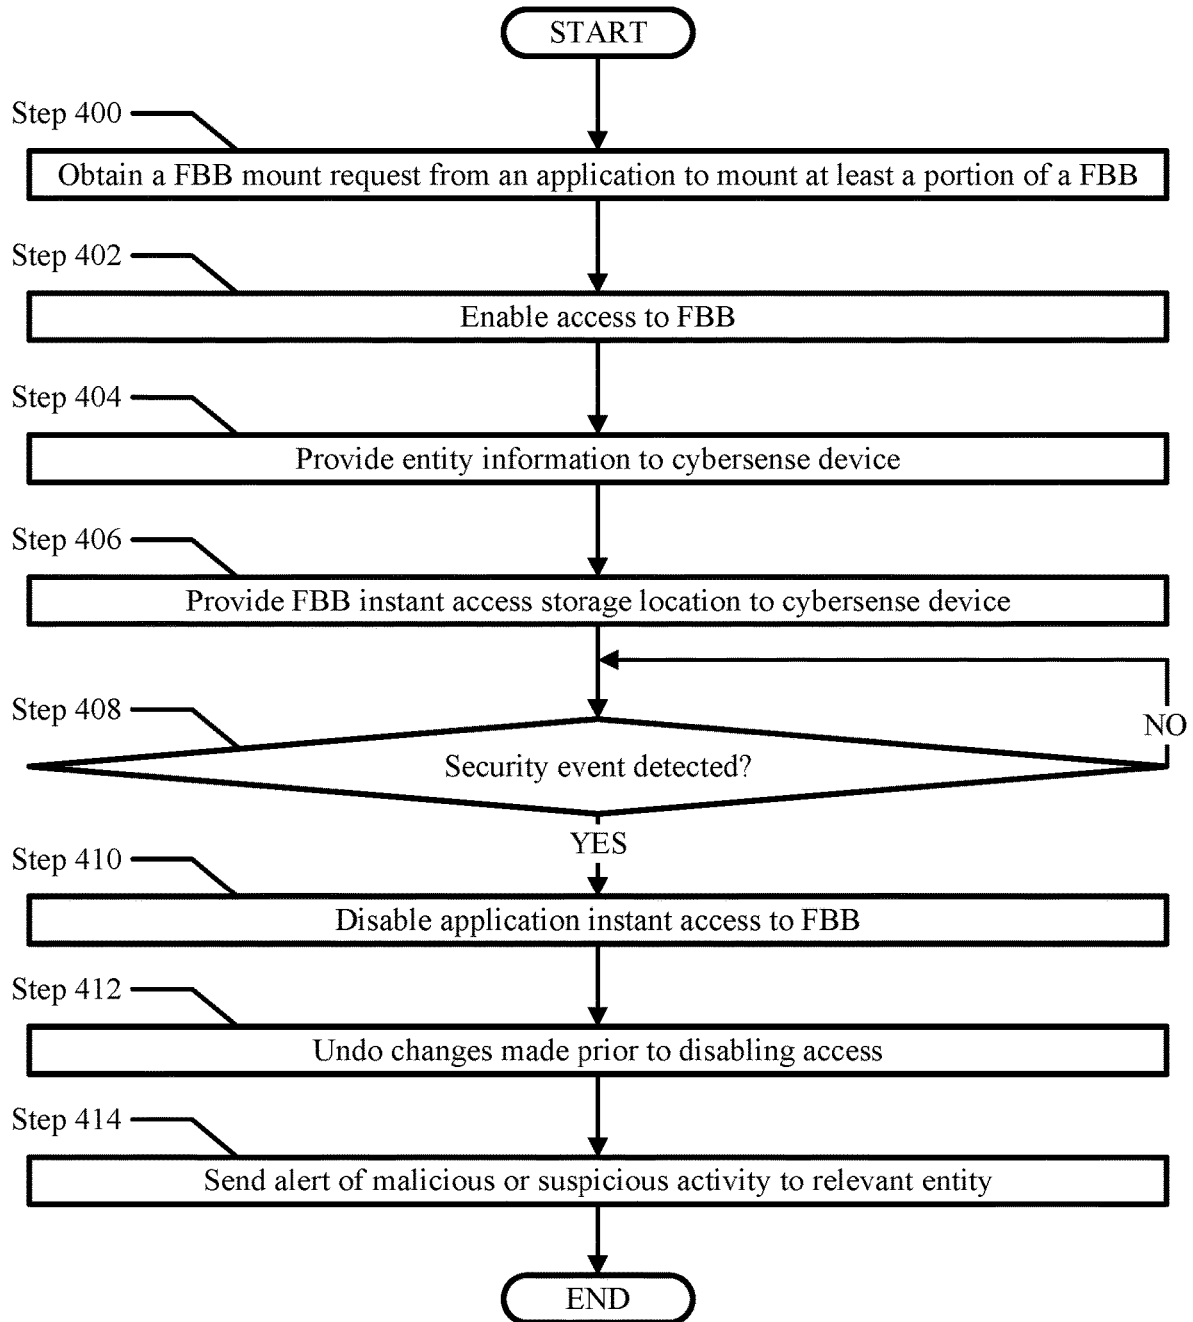 START
Step 400
Obtain a FBB mount request from an application to mount at least a portion of a FBB
Step 402
Enable access to FBB
Step 404
Provide entity information to cybersense device
Step 406
Provide FBB instant access storage location to cybersense device
Step 408
NO
Security event detected?
YES
Step 410
Disable application instant access to FBB
Step 412
Undo changes made prior to disabling access
Step 414
Send alert of malicious or suspicious activity to relevant entity
END